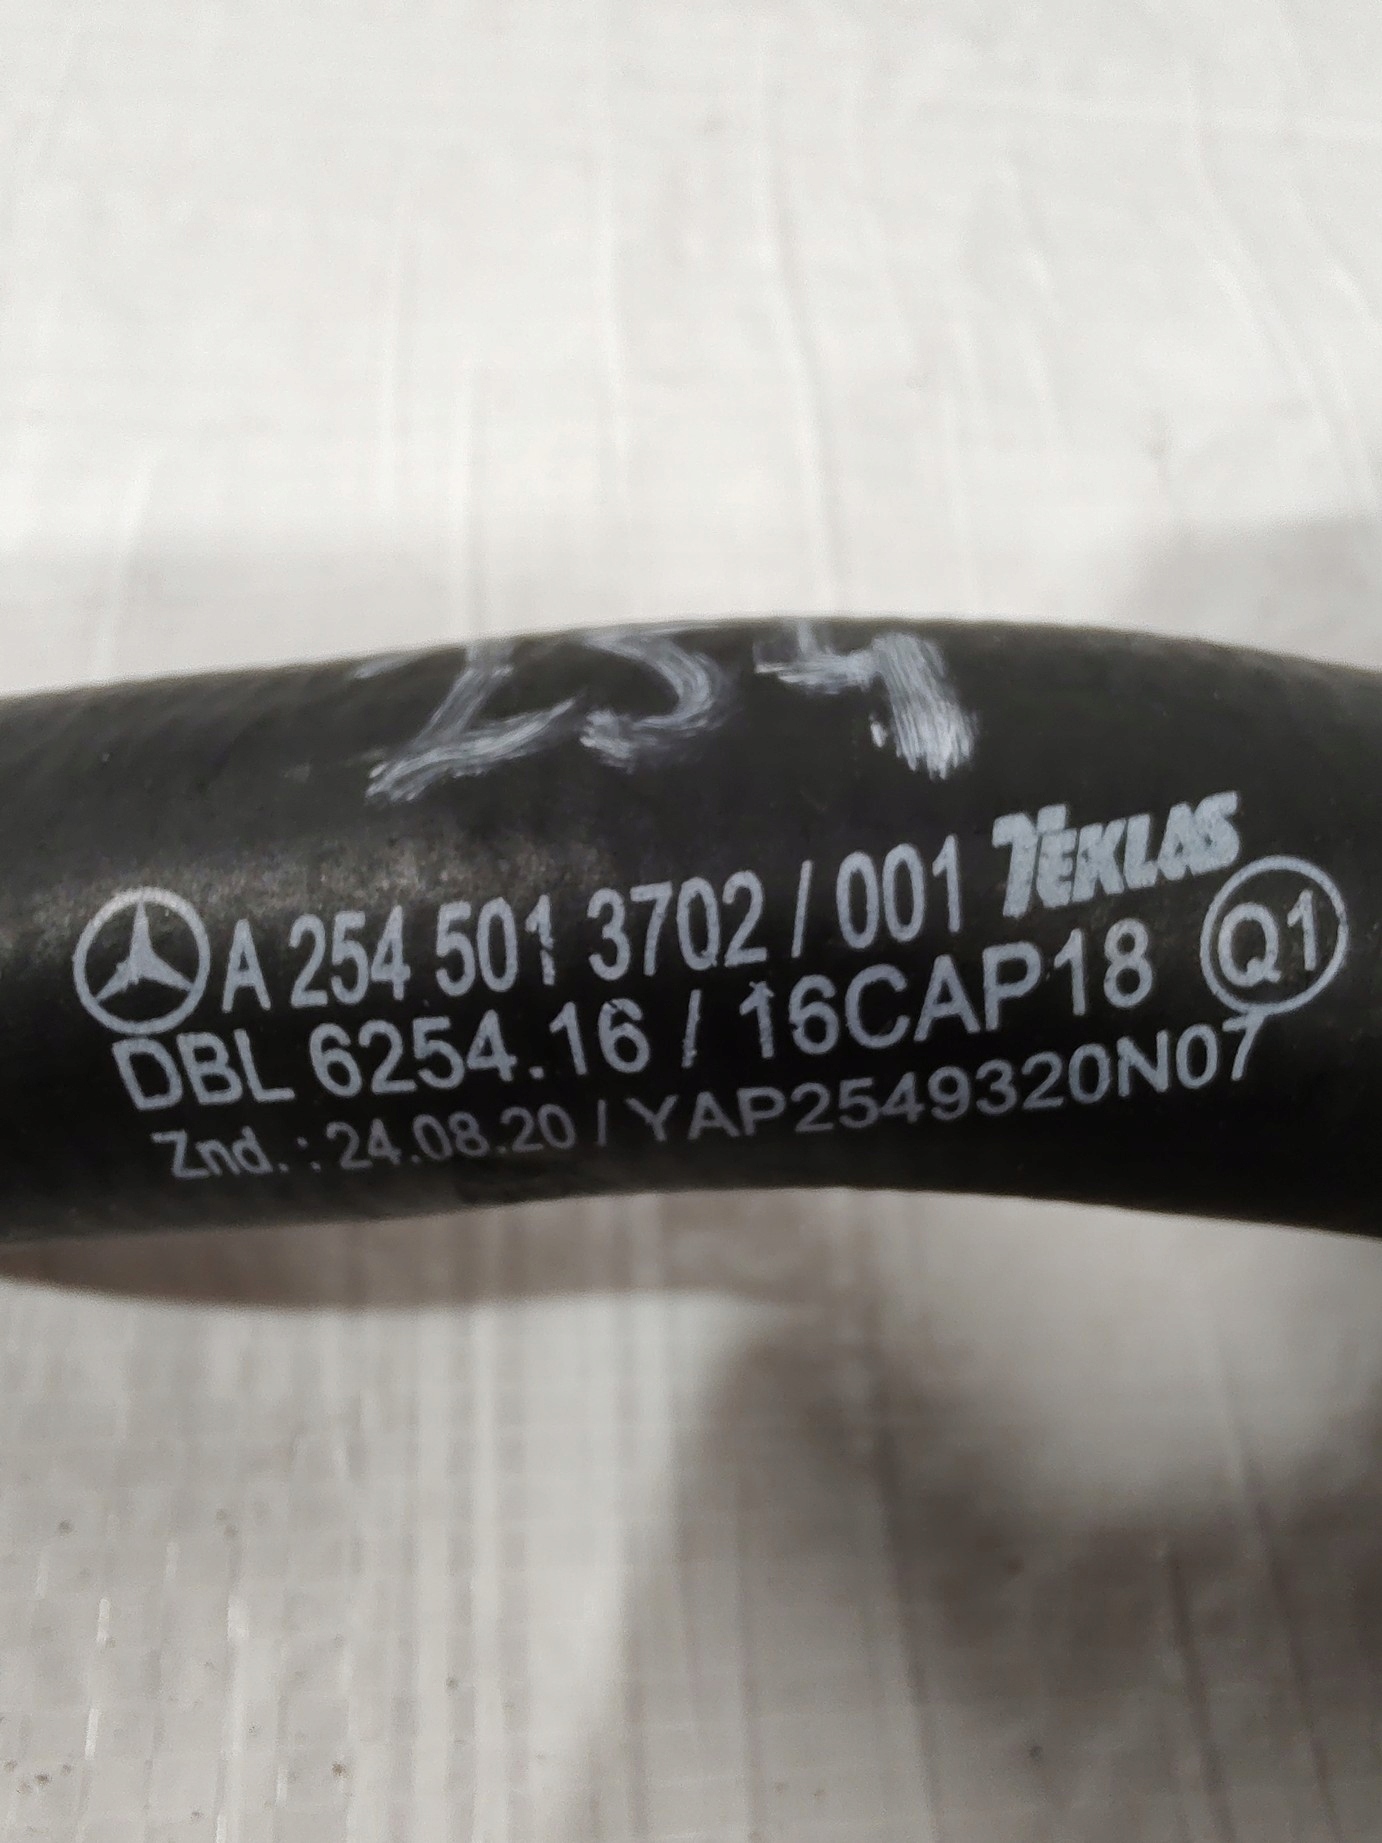 254
A 254 501 3702 / 001 TEKLAS
DBL 6254.16 / 16CAP18 Q1
Znd. : 24.08.20 / YAP2549320N07